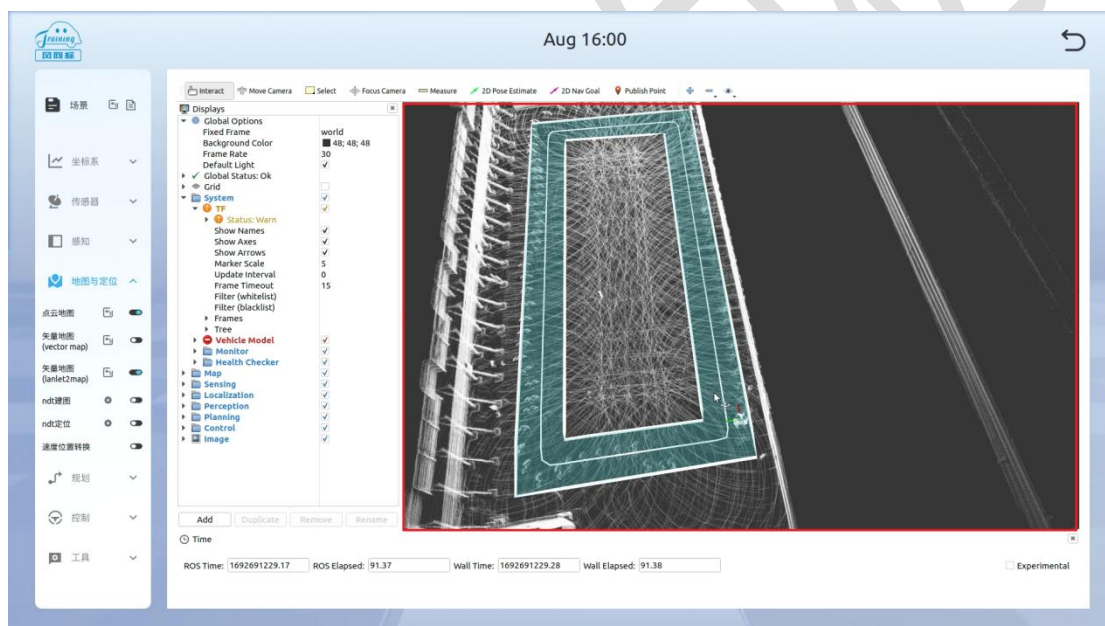 Training
Aug 16:00
场景
坐标系
传感器
感知
地图与定位
点云地图
矢量地图
(vector map)
矢量地图
(lanlet2map)
ndt建图
ndt定位
速度位置转换
规划
控制
工具
Interact Move Camera Select Focus Camera Measure 2D Pose Estimate 2D Nav Goal Publish Point
Displays
Global Options
Fixed Frame world
Background Color 48; 48; 48
Frame Rate 30
Default Light
Global Status: Ok
Grid
System
TF
Status: Warn
Show Names
Show Axes
Show Arrows
Marker Scale 5
Update Interval 0
Frame Timeout 15
Filter (whitelist)
Filter (blacklist)
Frames
Tree
Vehicle Model
Monitor
Health Checker
Map
Sensing
Localization
Perception
Planning
Control
Image
Add Duplicate Remove Rename
Time
ROS Time: 1692691229.17 ROS Elapsed: 91.37 Wall Time: 1692691229.28 Wall Elapsed: 91.38 Experimental